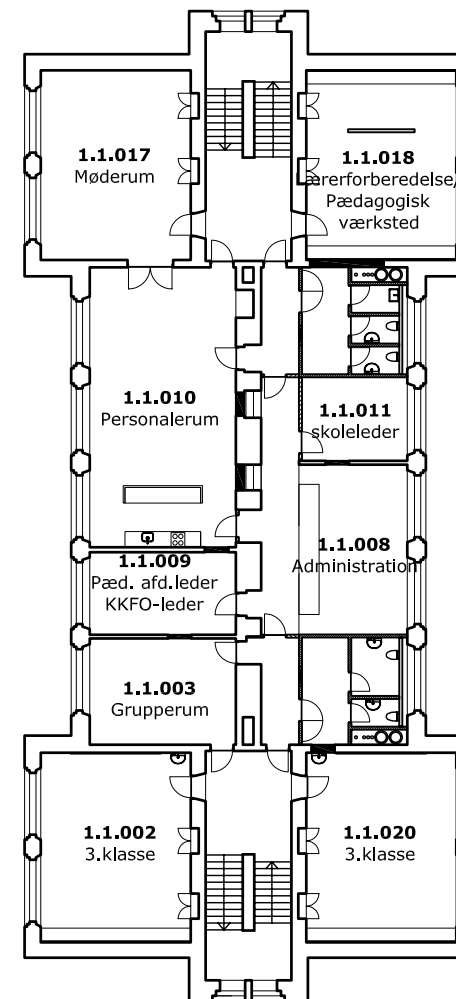 1.1.017
Møderum
1.1.018
ærerforberedelse/
Pædagogisk
værksted
1.1.010
Personalerum
1.1.011
skoleleder
1.1.008
Administration
1.1.009
Pæd. afd.leder
KKFO-leder
1.1.003
Grupperum
1.1.002
3.klasse
1.1.020
3.klasse